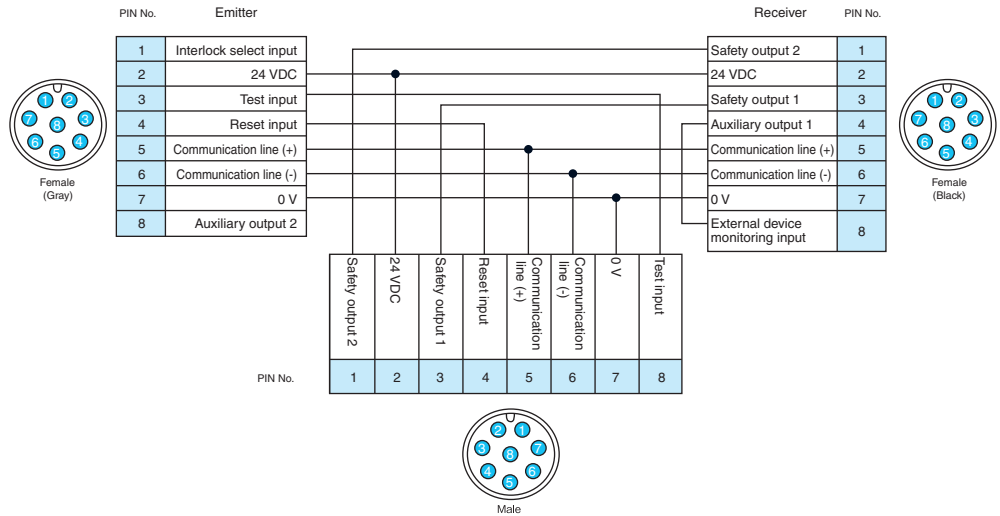 PIN No. Emitter Receiver PIN No.
1 Interlock select input Safety output 2 1
2 24 VDC 24 VDC 2
3 Test input Safety output 1 3
4 Reset input Auxiliary output 1 4
5 Communication line (+) Communication line (+) 5
6 Communication line (-) Communication line (-) 6
7 0 V 0 V 7
8 Auxiliary output 2 External device
monitoring input 8
1 2
7 8 3
6 5 4
Female
(Gray)
1 2
7 8 3
6 5 4
Female
(Black)
Safety output 2
24 VDC
Safety output 1
Reset input
Communication
line (+)
Communication
line (-)
0 V
Test input
PIN No. 1 2 3 4 5 6 7 8
2 1
3 8 7
4 5 6
Male